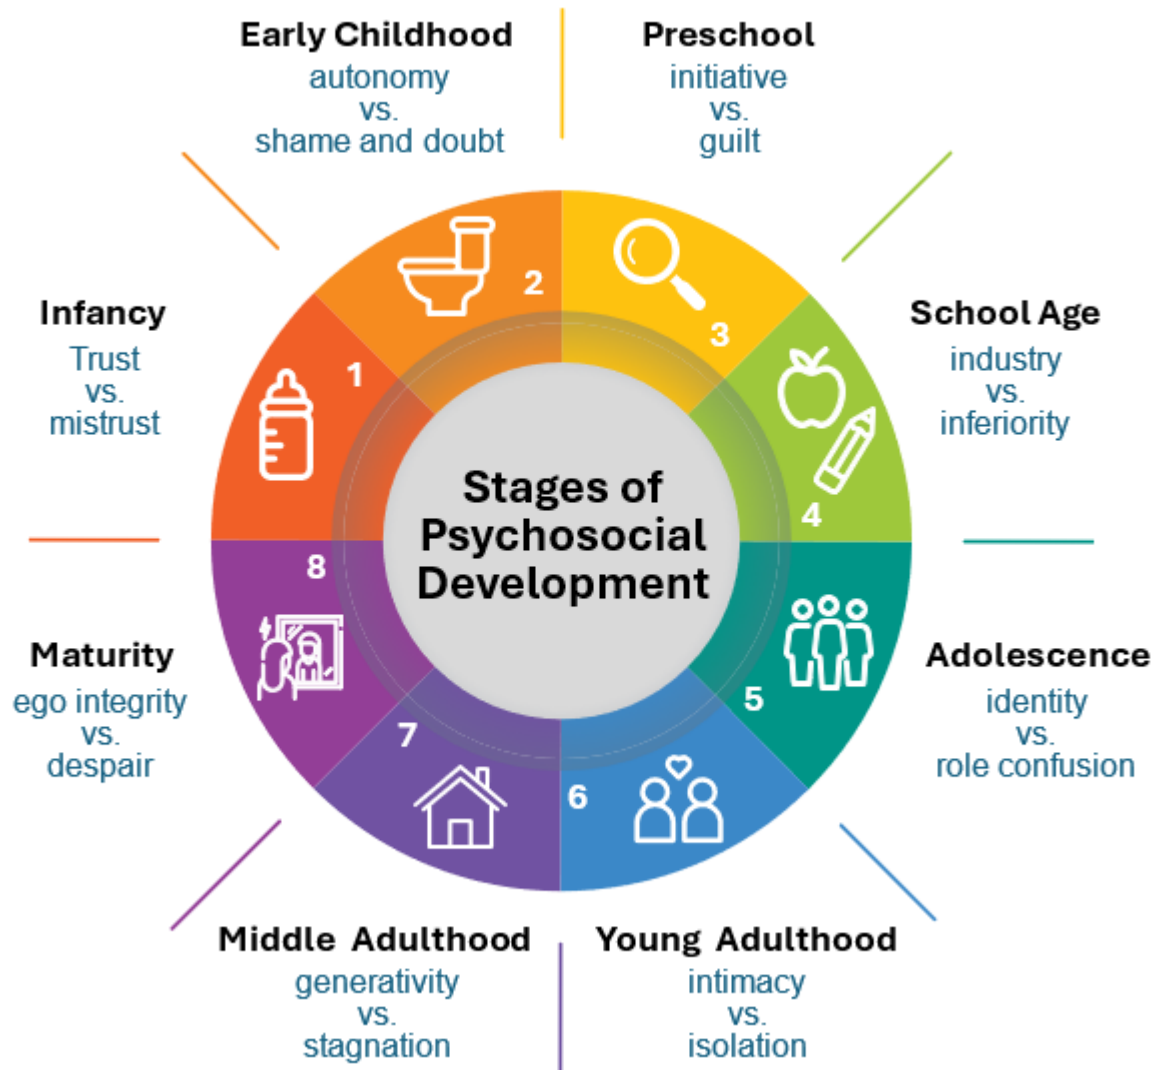 Early Childhood
autonomy
vs.
shame and doubt
Preschool
initiative
vs.
guilt
Infancy
Trust
vs.
mistrust
School Age
industry
vs.
inferiority
1
2
3
4
Stages of
Psychosocial
Development
8
7
6
5
Maturity
ego integrity
vs.
despair
Adolescence
identity
vs.
role confusion
Middle Adulthood
generativity
vs.
stagnation
Young Adulthood
intimacy
vs.
isolation